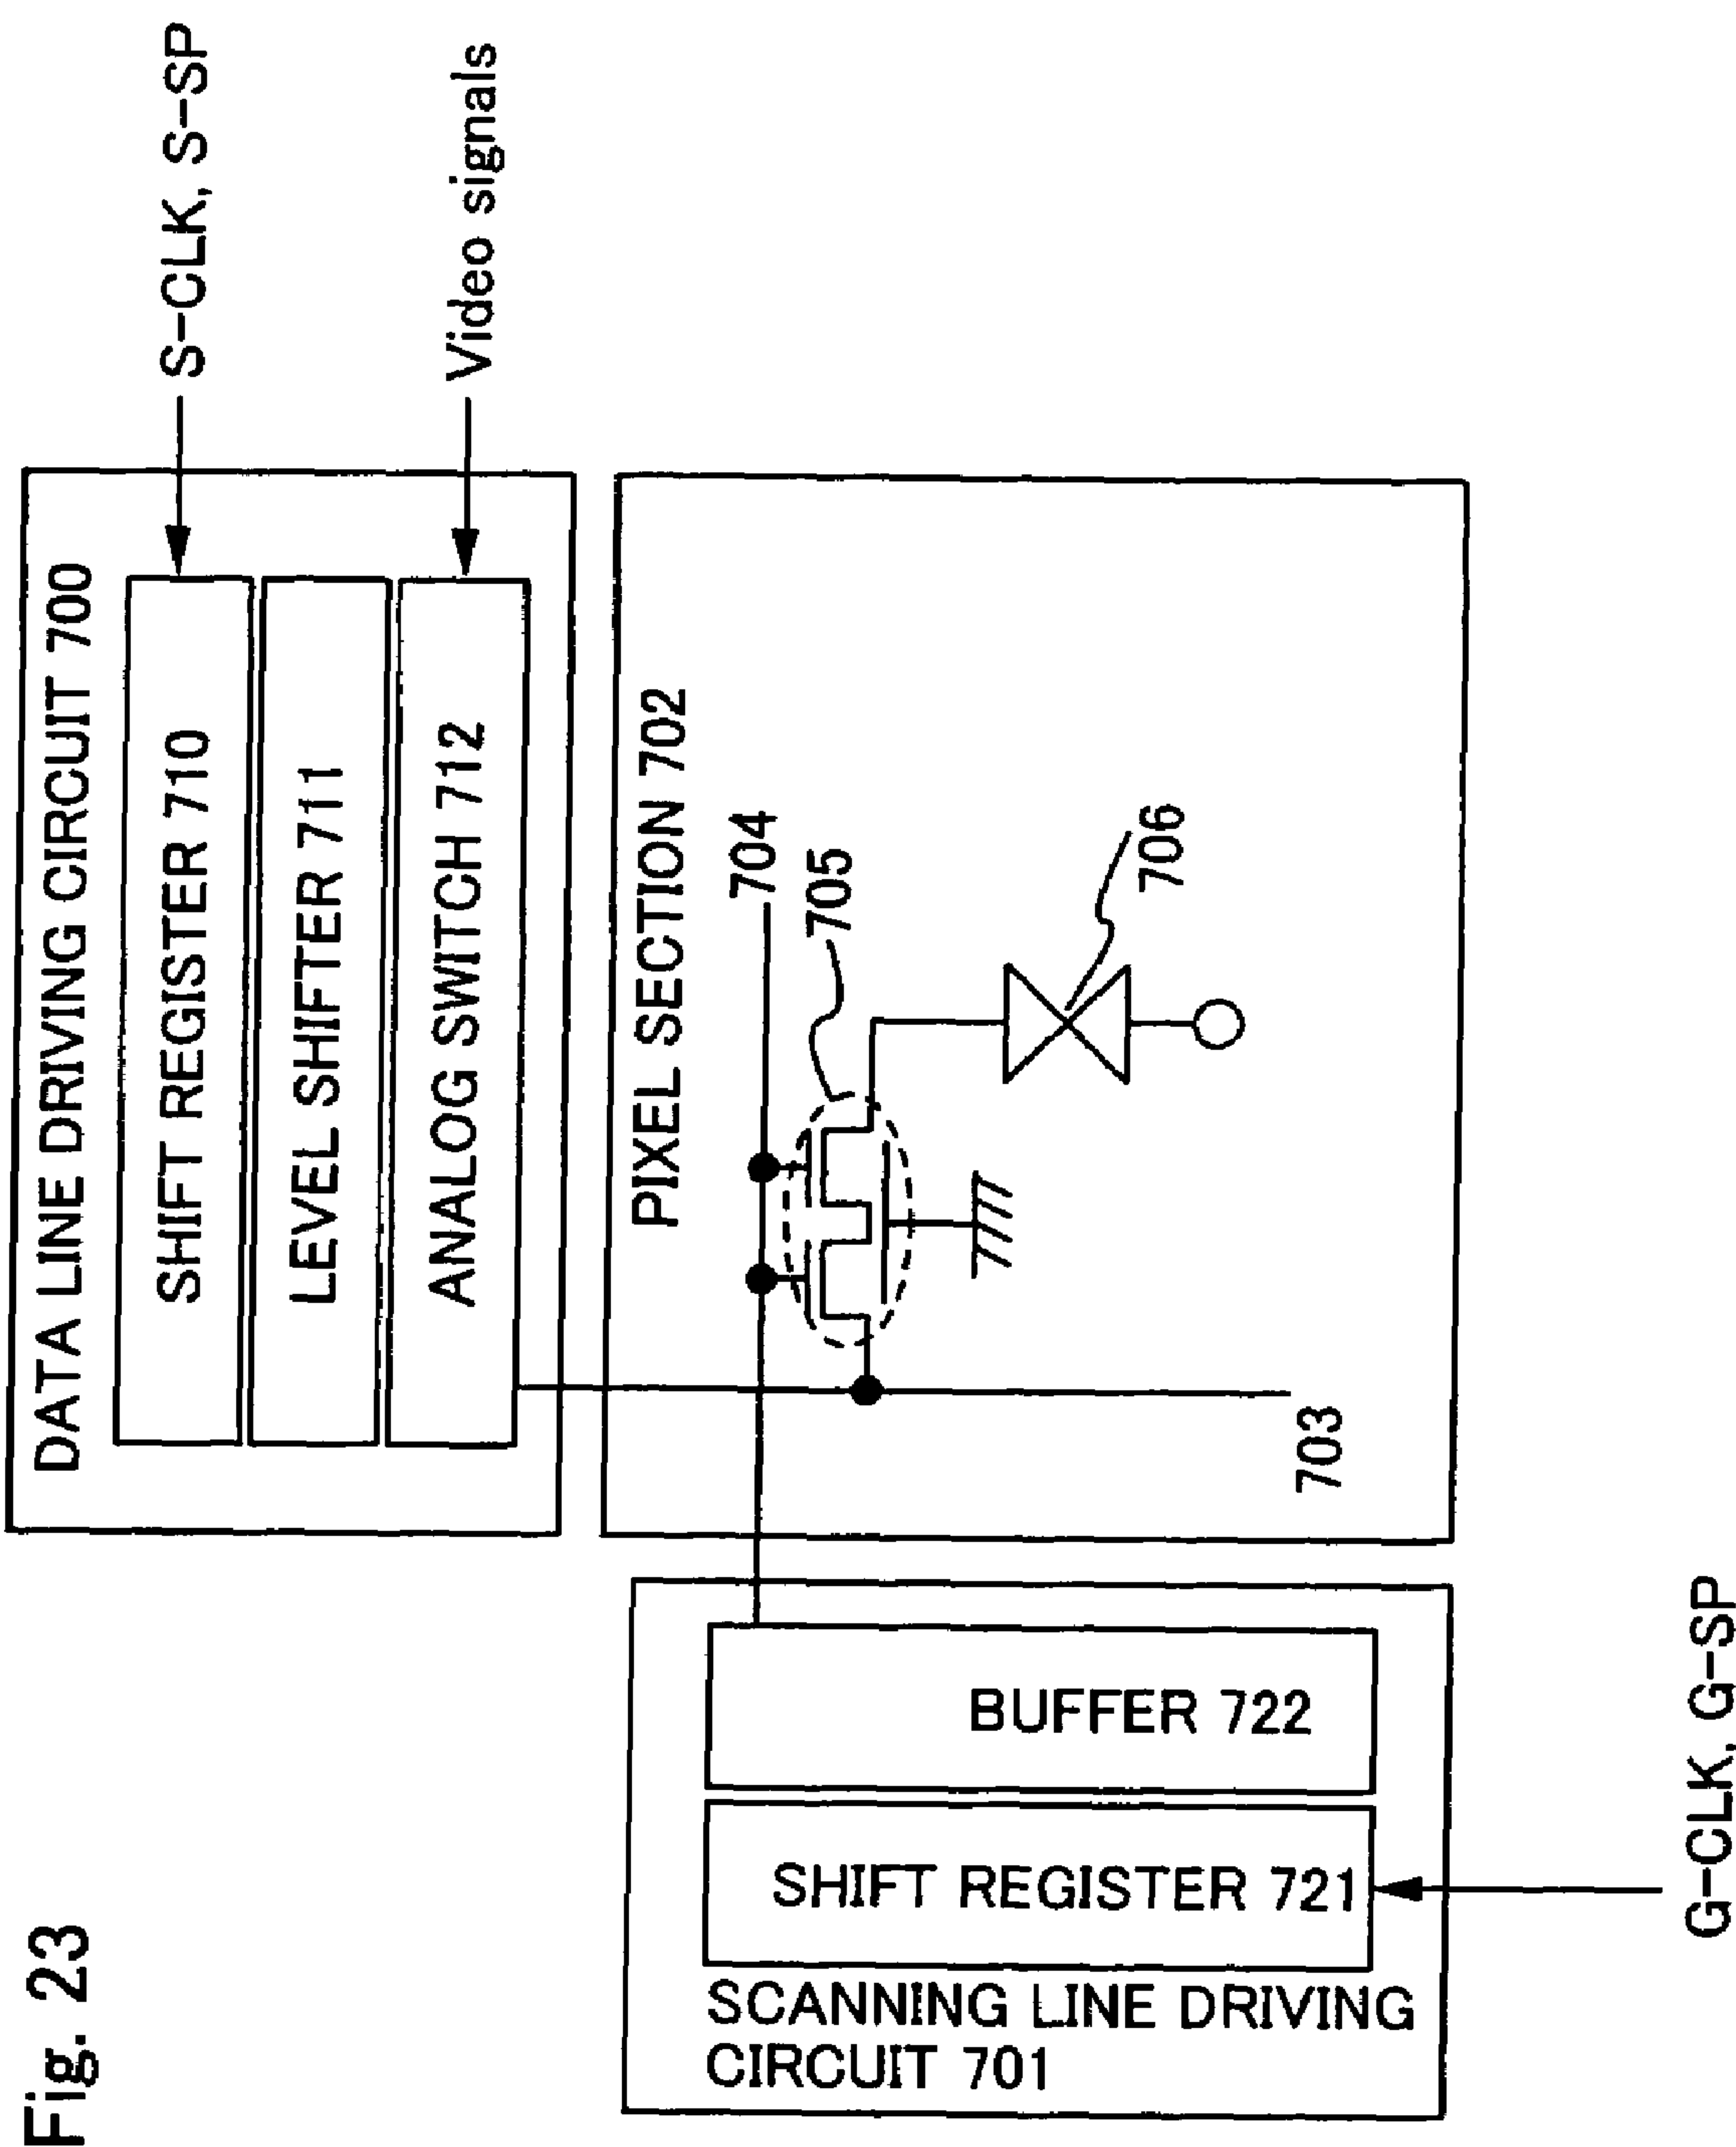 Fig. 23
DATA LINE DRIVING CIRCUIT 700
SHIFT REGISTER 710
S-CLK, S-SP
LEVEL SHIFTER 711
ANALOG SWITCH 712
Video signals
PIXEL SECTION 702
704
705
706
703
BUFFER 722
SHIFT REGISTER 721
SCANNING LINE DRIVING
CIRCUIT 701
G-CLK, G-SP